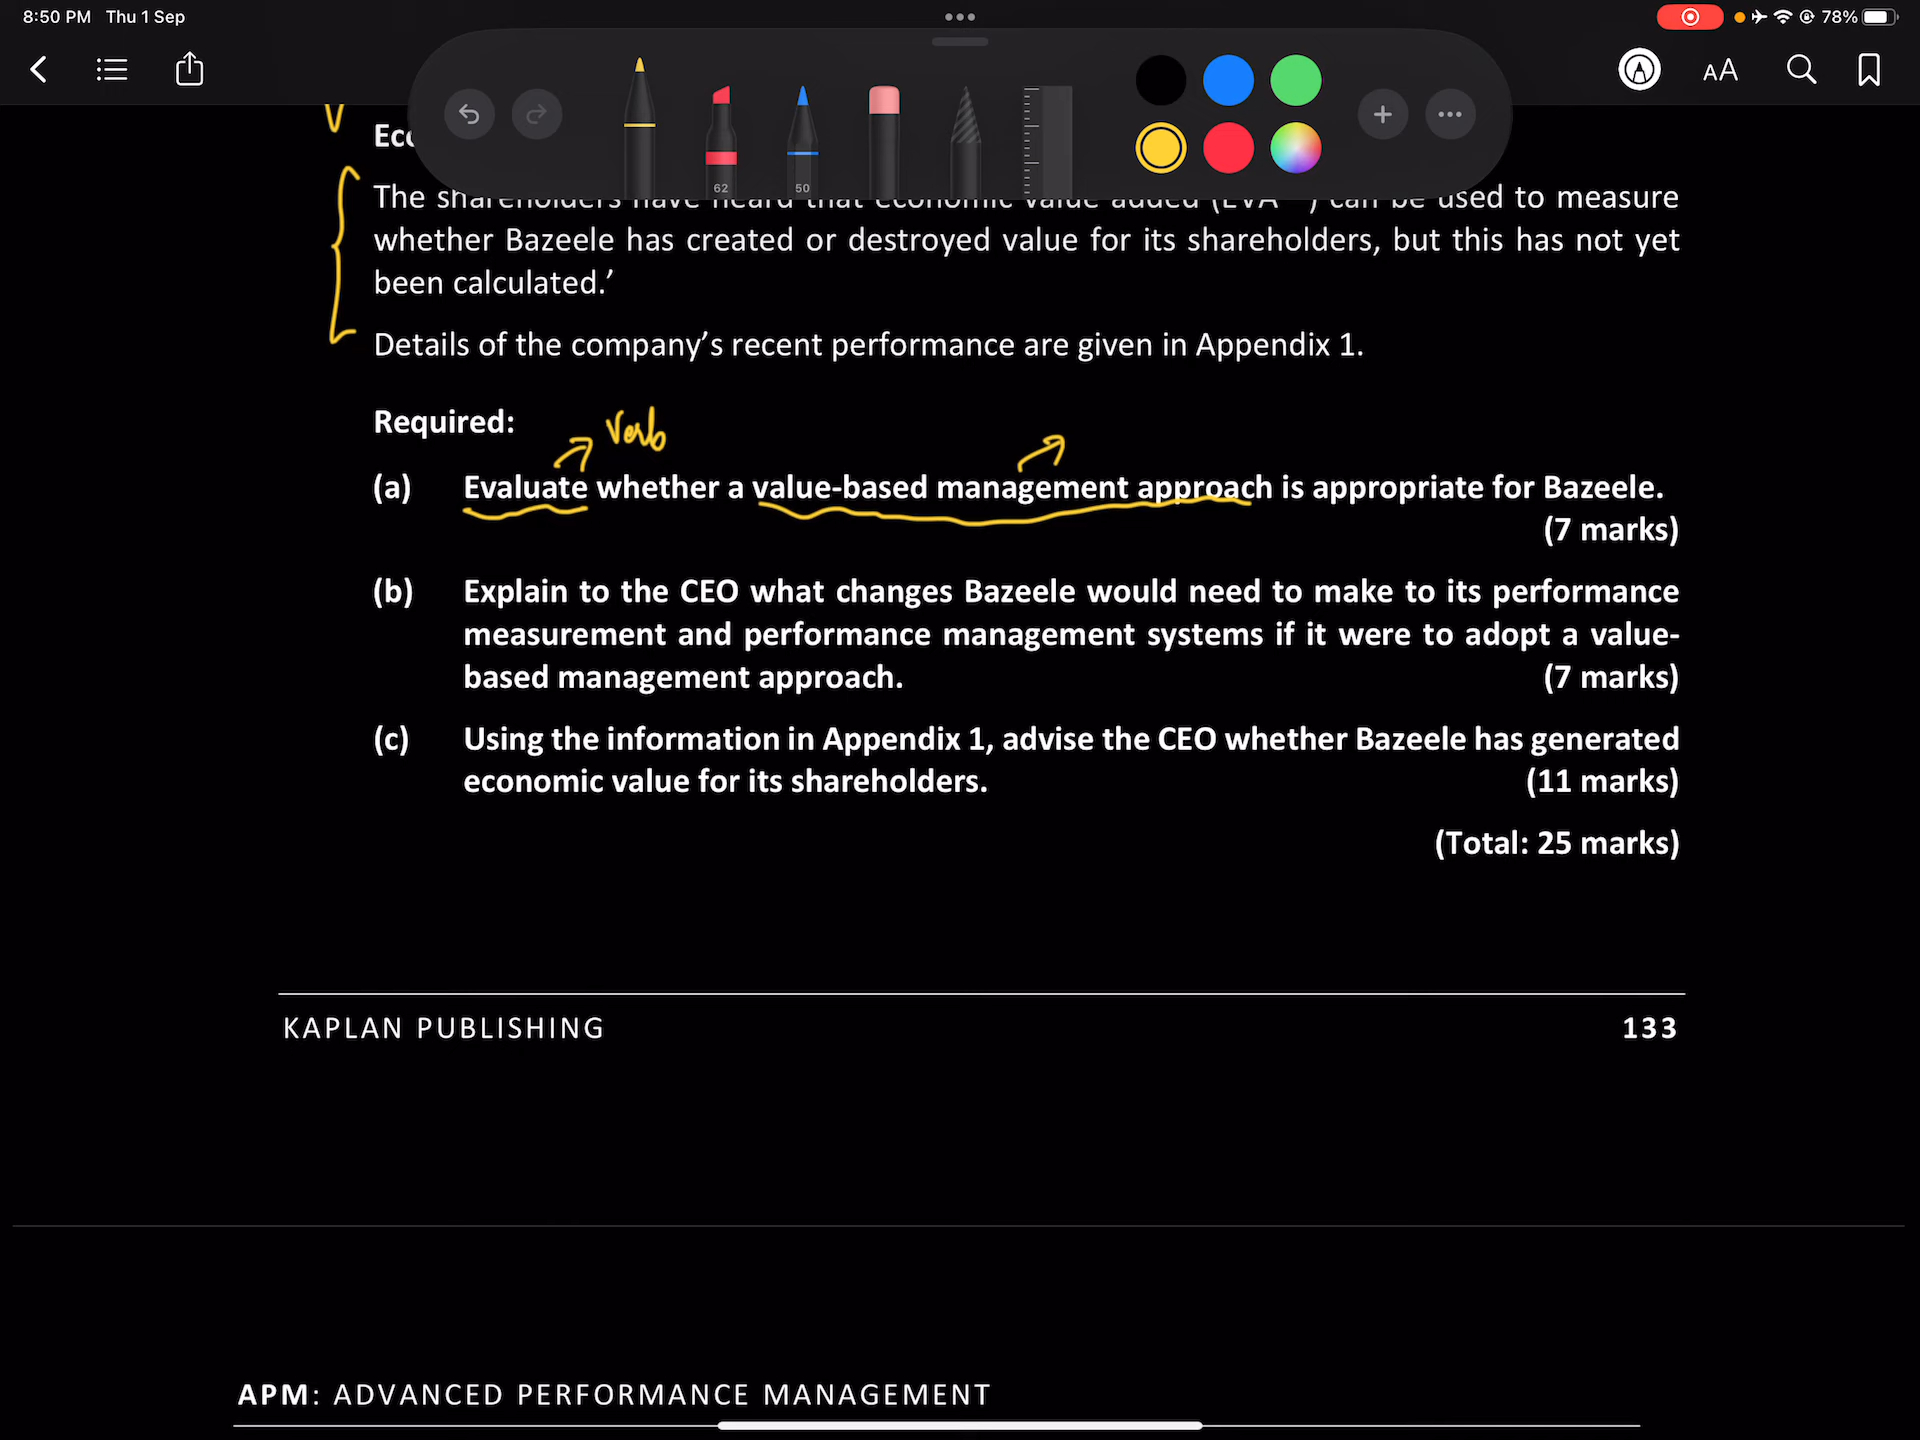 8:50 PM Thu 1 Sep
78%
AA
62
50
The shareholders have heard that economic value added (EVA ) can be used to measure
whether Bazeele has created or destroyed value for its shareholders, but this has not yet
been calculated.’
Details of the company’s recent performance are given in Appendix 1.
Required:
Verb
(a) Evaluate whether a value-based management approach is appropriate for Bazeele.
(7 marks)
(b) Explain to the CEO what changes Bazeele would need to make to its performance
measurement and performance management systems if it were to adopt a value-
based management approach. (7 marks)
(c) Using the information in Appendix 1, advise the CEO whether Bazeele has generated
economic value for its shareholders. (11 marks)
(Total: 25 marks)
KAPLAN PUBLISHING 133
APM: ADVANCED PERFORMANCE MANAGEMENT